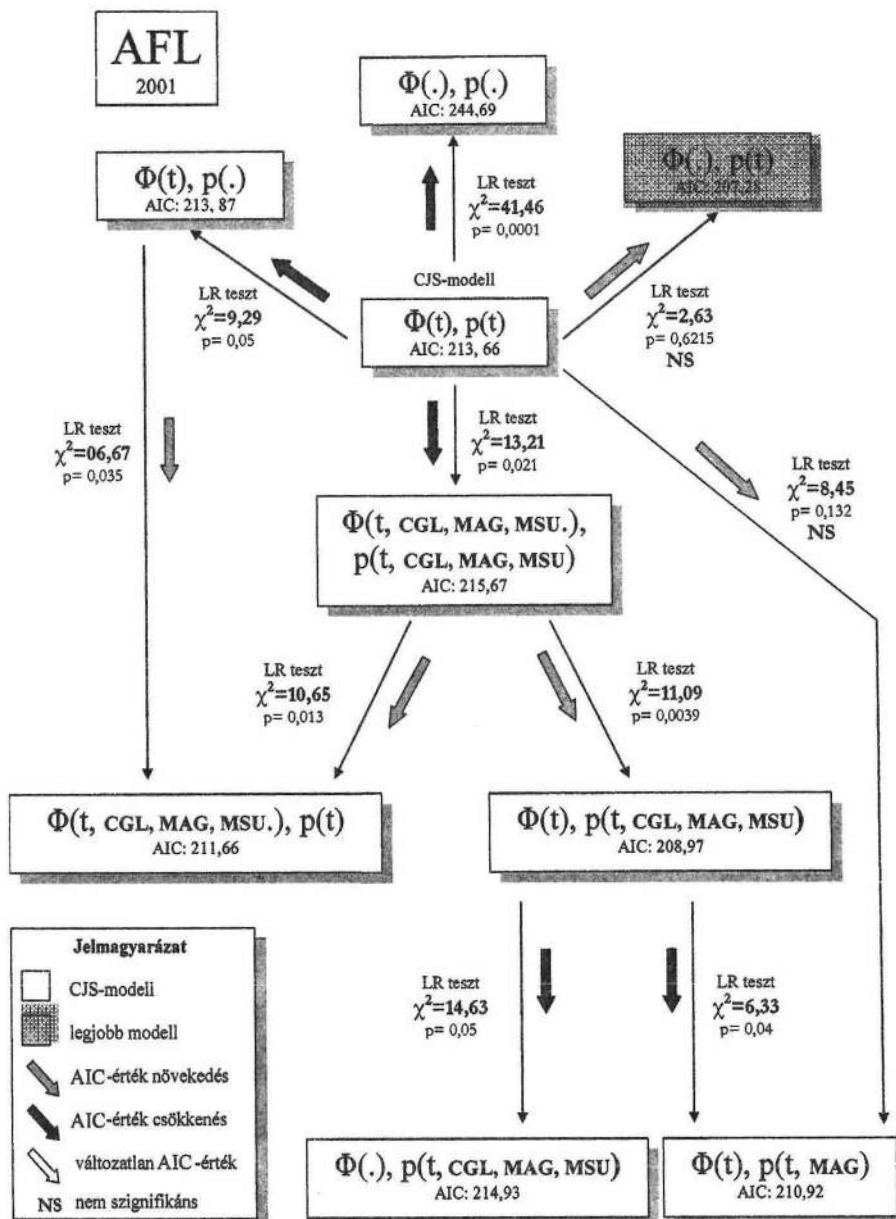 AFL
2001
Φ(.), p(.)
AIC: 244,69
Φ(t), p(.)
AIC: 213, 87
Φ(.), p(t)
AIC: 207,28
LR teszt
χ²=41,46
p= 0,0001
CJS-modell
LR teszt
χ²=9,29
p= 0,05
Φ(t), p(t)
AIC: 213, 66
LR teszt
χ²=2,63
p= 0,6215
NS
LR teszt
χ²=06,67
p= 0,035
LR teszt
χ²=13,21
p= 0,021
LR teszt
χ²=8,45
p= 0,132
NS
Φ(t, CGL, MAG, MSU.),
p(t, CGL, MAG, MSU)
AIC: 215,67
LR teszt
χ²=10,65
p= 0,013
LR teszt
χ²=11,09
p= 0,0039
Φ(t, CGL, MAG, MSU.), p(t)
AIC: 211,66
Φ(t), p(t, CGL, MAG, MSU)
AIC: 208,97
Jelmagyarázat
CJS-modell
legjobb modell
AIC-érték növekedés
AIC-érték csökkenés
változatlan AIC-érték
NS nem szignifikáns
LR teszt
χ²=14,63
p= 0,05
LR teszt
χ²=6,33
p= 0,04
Φ(.), p(t, CGL, MAG, MSU)
AIC: 214,93
Φ(t), p(t, MAG)
AIC: 210,92